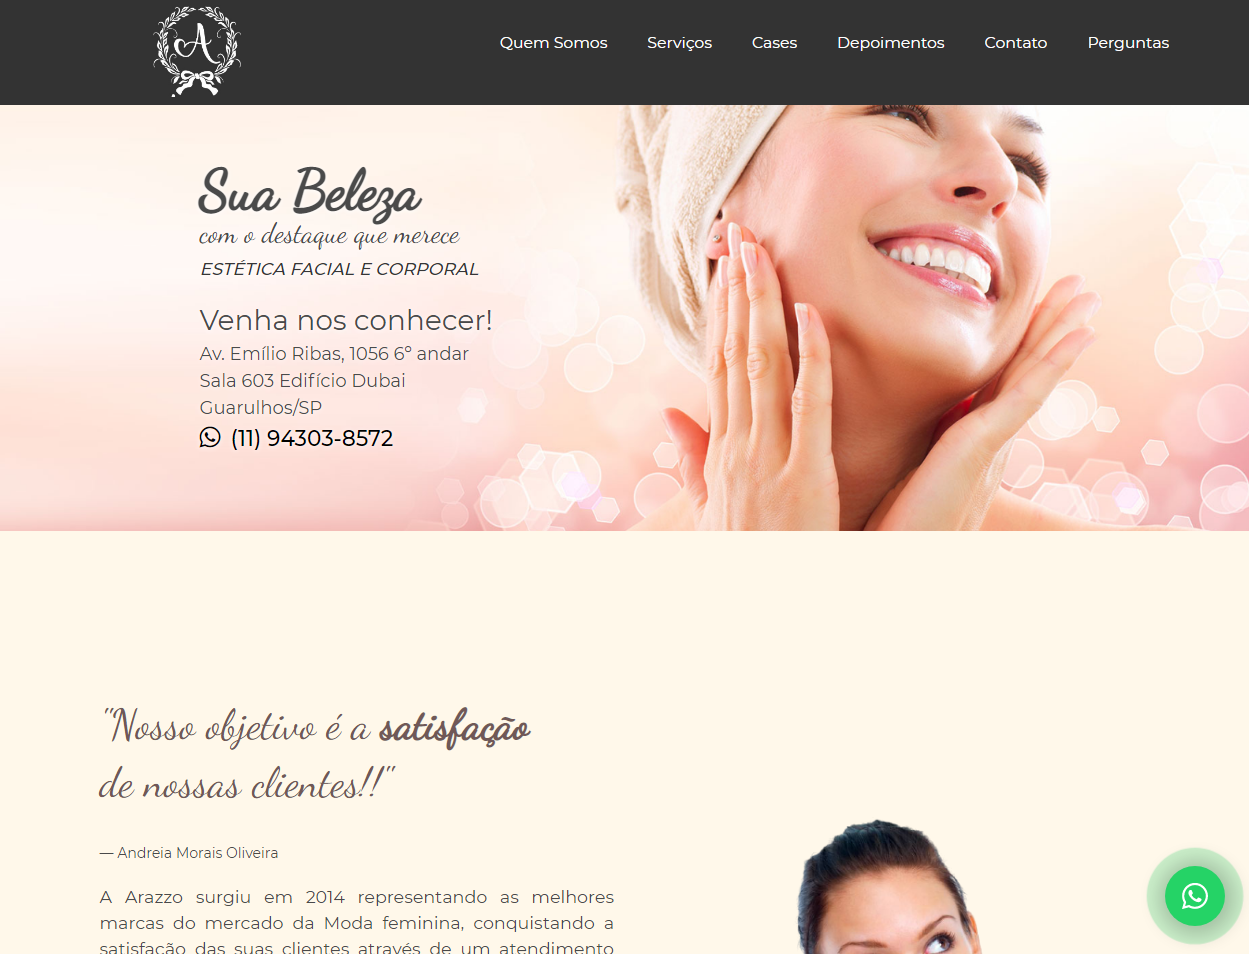 A
Quem Somos Serviços Cases Depoimentos Contato Perguntas
Sua Beleza
com o destaque que merece
ESTÉTICA FACIAL E CORPORAL
Venha nos conhecer!
Av. Emílio Ribas, 1056 6º andar
Sala 603 Edifício Dubai
Guarulhos/SP
(11) 94303-8572
"Nosso objetivo é a satisfação
de nossas clientes!!"
— Andreia Morais Oliveira
A Arazzo surgiu em 2014 representando as melhores
marcas do mercado da Moda feminina, conquistando a
satisfação das suas clientes através de um atendimento